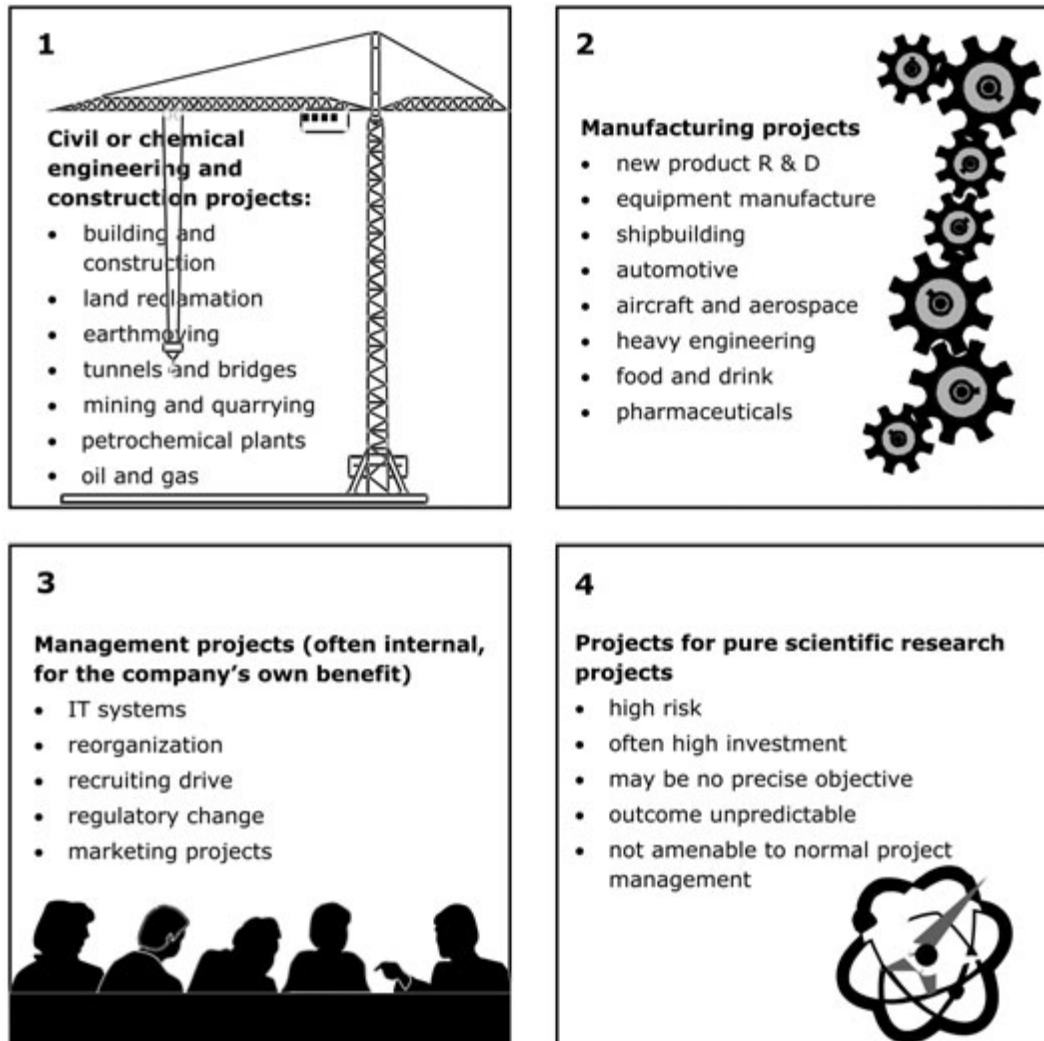 1
Civil or chemical
engineering and
construction projects:
• building and
construction
• land reclamation
• earthmoving
• tunnels and bridges
• mining and quarrying
• petrochemical plants
• oil and gas
2
Manufacturing projects
• new product R & D
• equipment manufacture
• shipbuilding
• automotive
• aircraft and aerospace
• heavy engineering
• food and drink
• pharmaceuticals
3
Management projects (often internal,
for the company's own benefit)
• IT systems
• reorganization
• recruiting drive
• regulatory change
• marketing projects
4
Projects for pure scientific research
projects
• high risk
• often high investment
• may be no precise objective
• outcome unpredictable
• not amenable to normal project
management